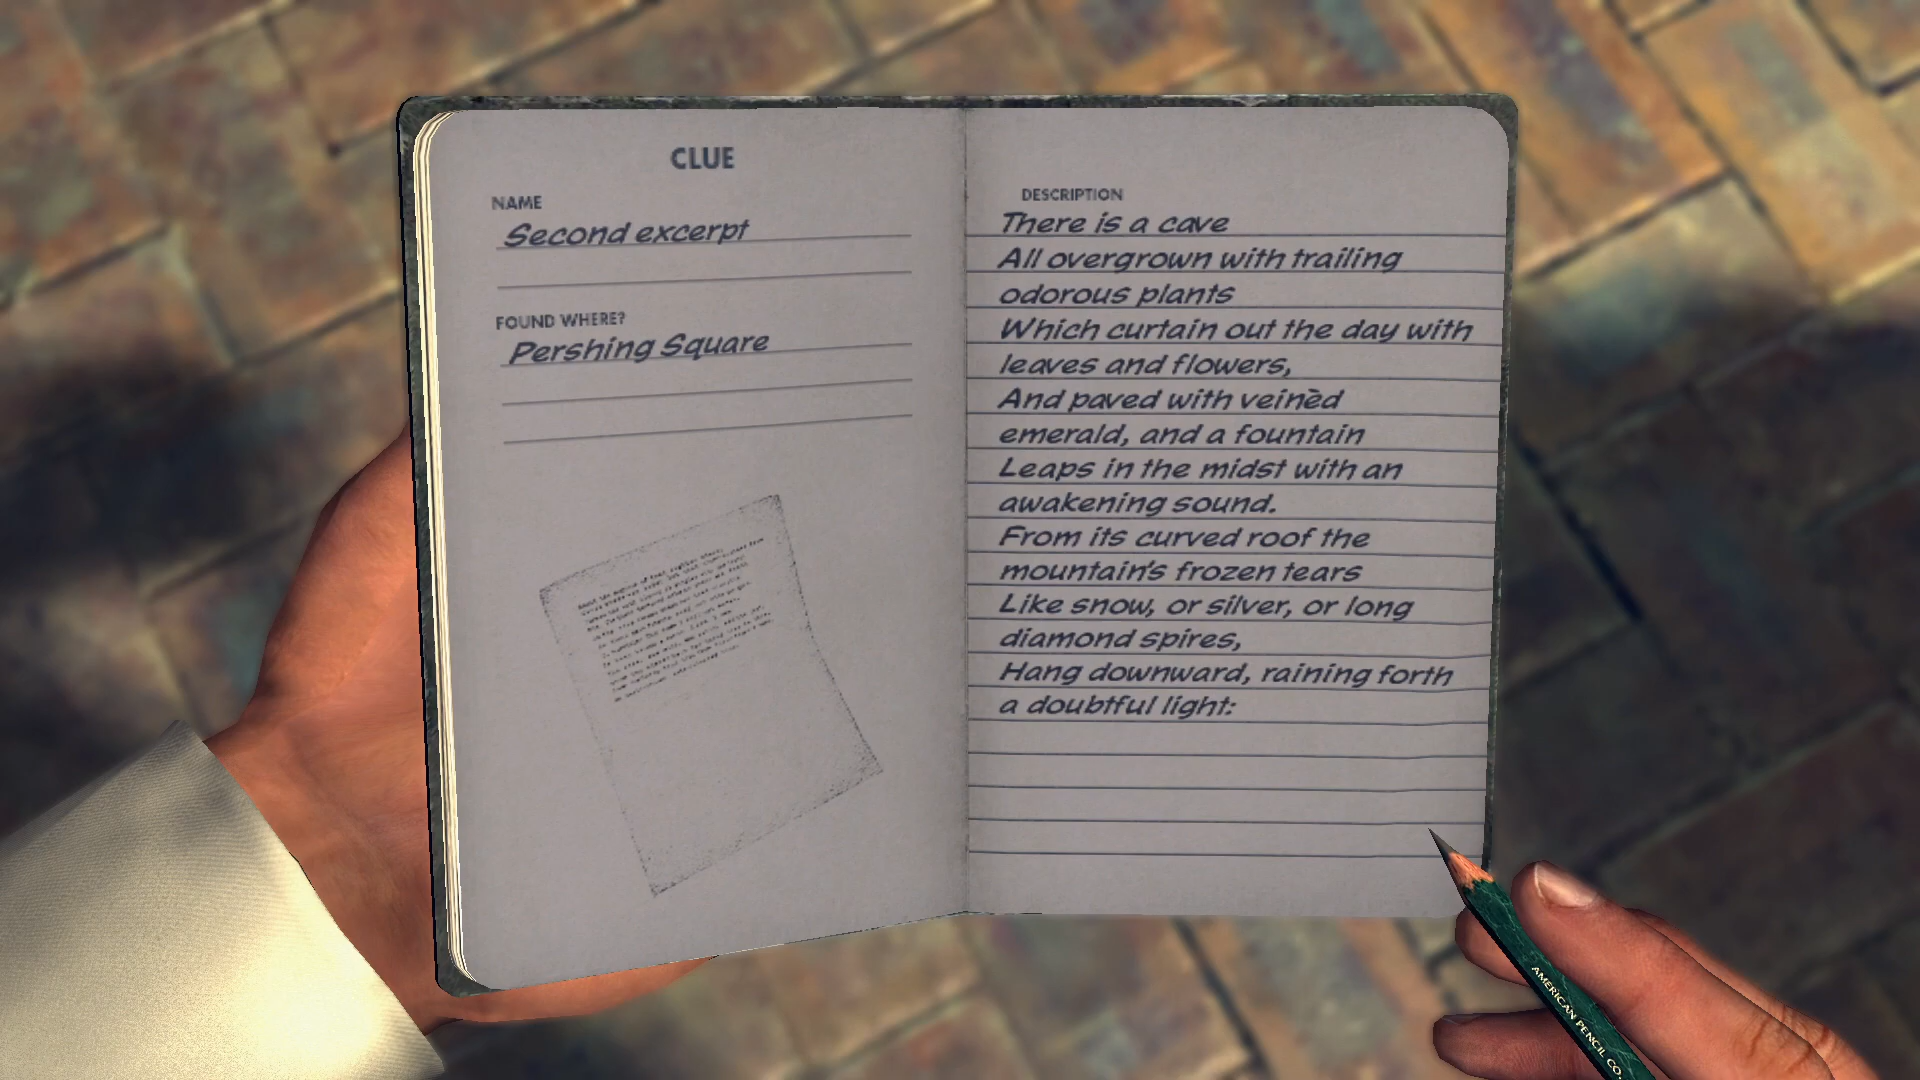 CLUE
NAME
Second excerpt
FOUND WHERE?
Pershing Square
DESCRIPTION
There is a cave
All overgrown with trailing
odorous plants
Which curtain out the day with
leaves and flowers,
And paved with veinèd
emerald, and a fountain
Leaps in the midst with an
awakening sound.
From its curved roof the
mountain's frozen tears
Like snow, or silver, or long
diamond spires,
Hang downward, raining forth
a doubtful light:
AMERICAN PENCIL CO.